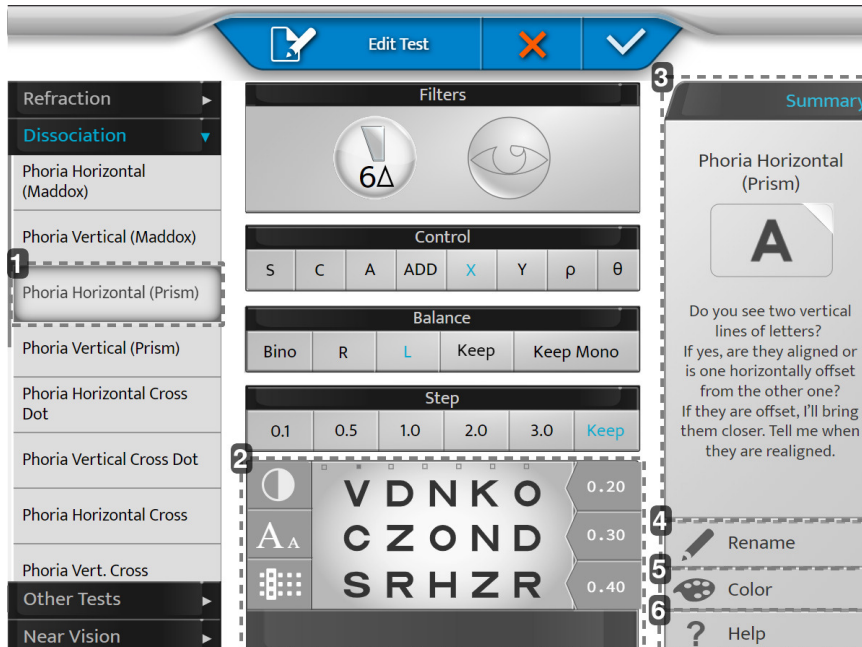 Edit Test
Refraction
Dissociation
Phoria Horizontal
(Maddox)
Phoria Vertical (Maddox)
1
Phoria Horizontal (Prism)
Phoria Vertical (Prism)
Phoria Horizontal Cross
Dot
Phoria Vertical Cross Dot
Phoria Horizontal Cross
Phoria Vert. Cross
Other Tests
Near Vision
Filters
6Δ
Control
S C A ADD X Y ρ θ
Balance
Bino R L Keep Keep Mono
Step
0.1 0.5 1.0 2.0 3.0 Keep
2
V D N K O 0.20
A A C Z O N D 0.30
S R H Z R 0.40
3
Summary
Phoria Horizontal
(Prism)
A
Do you see two vertical
lines of letters?
If yes, are they aligned or
is one horizontally offset
from the other one?
If they are offset, I'll bring
them closer. Tell me when
they are realigned.
4
Rename
5
Color
6
? Help